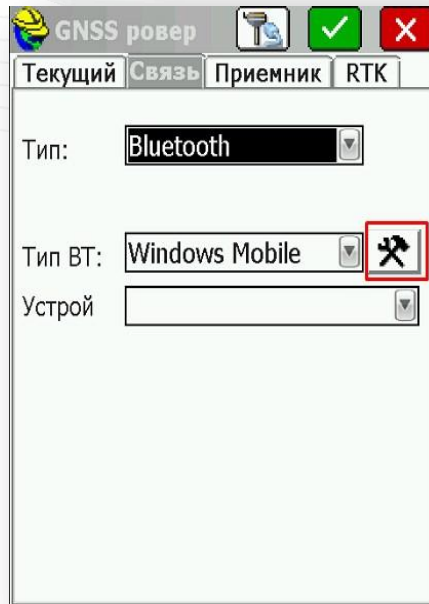 GNSS ровер
Текущий Связь Приемник RTK
Тип: Bluetooth
Тип BT: Windows Mobile
Устрой